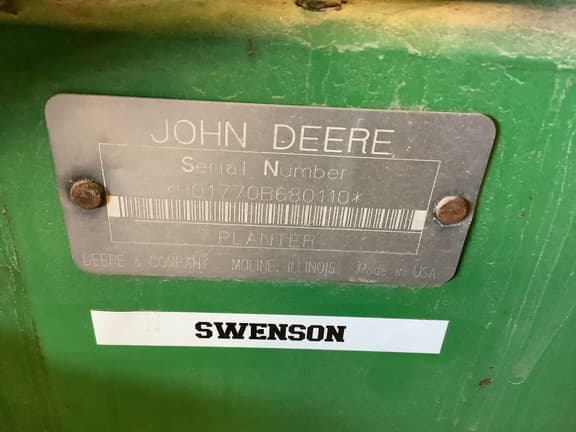 JOHN DEERE
Serial Number
*H01770B680110*
PLANTER
DEERE & COMPANY MOLINE, ILLINOIS Made in USA
SWENSON